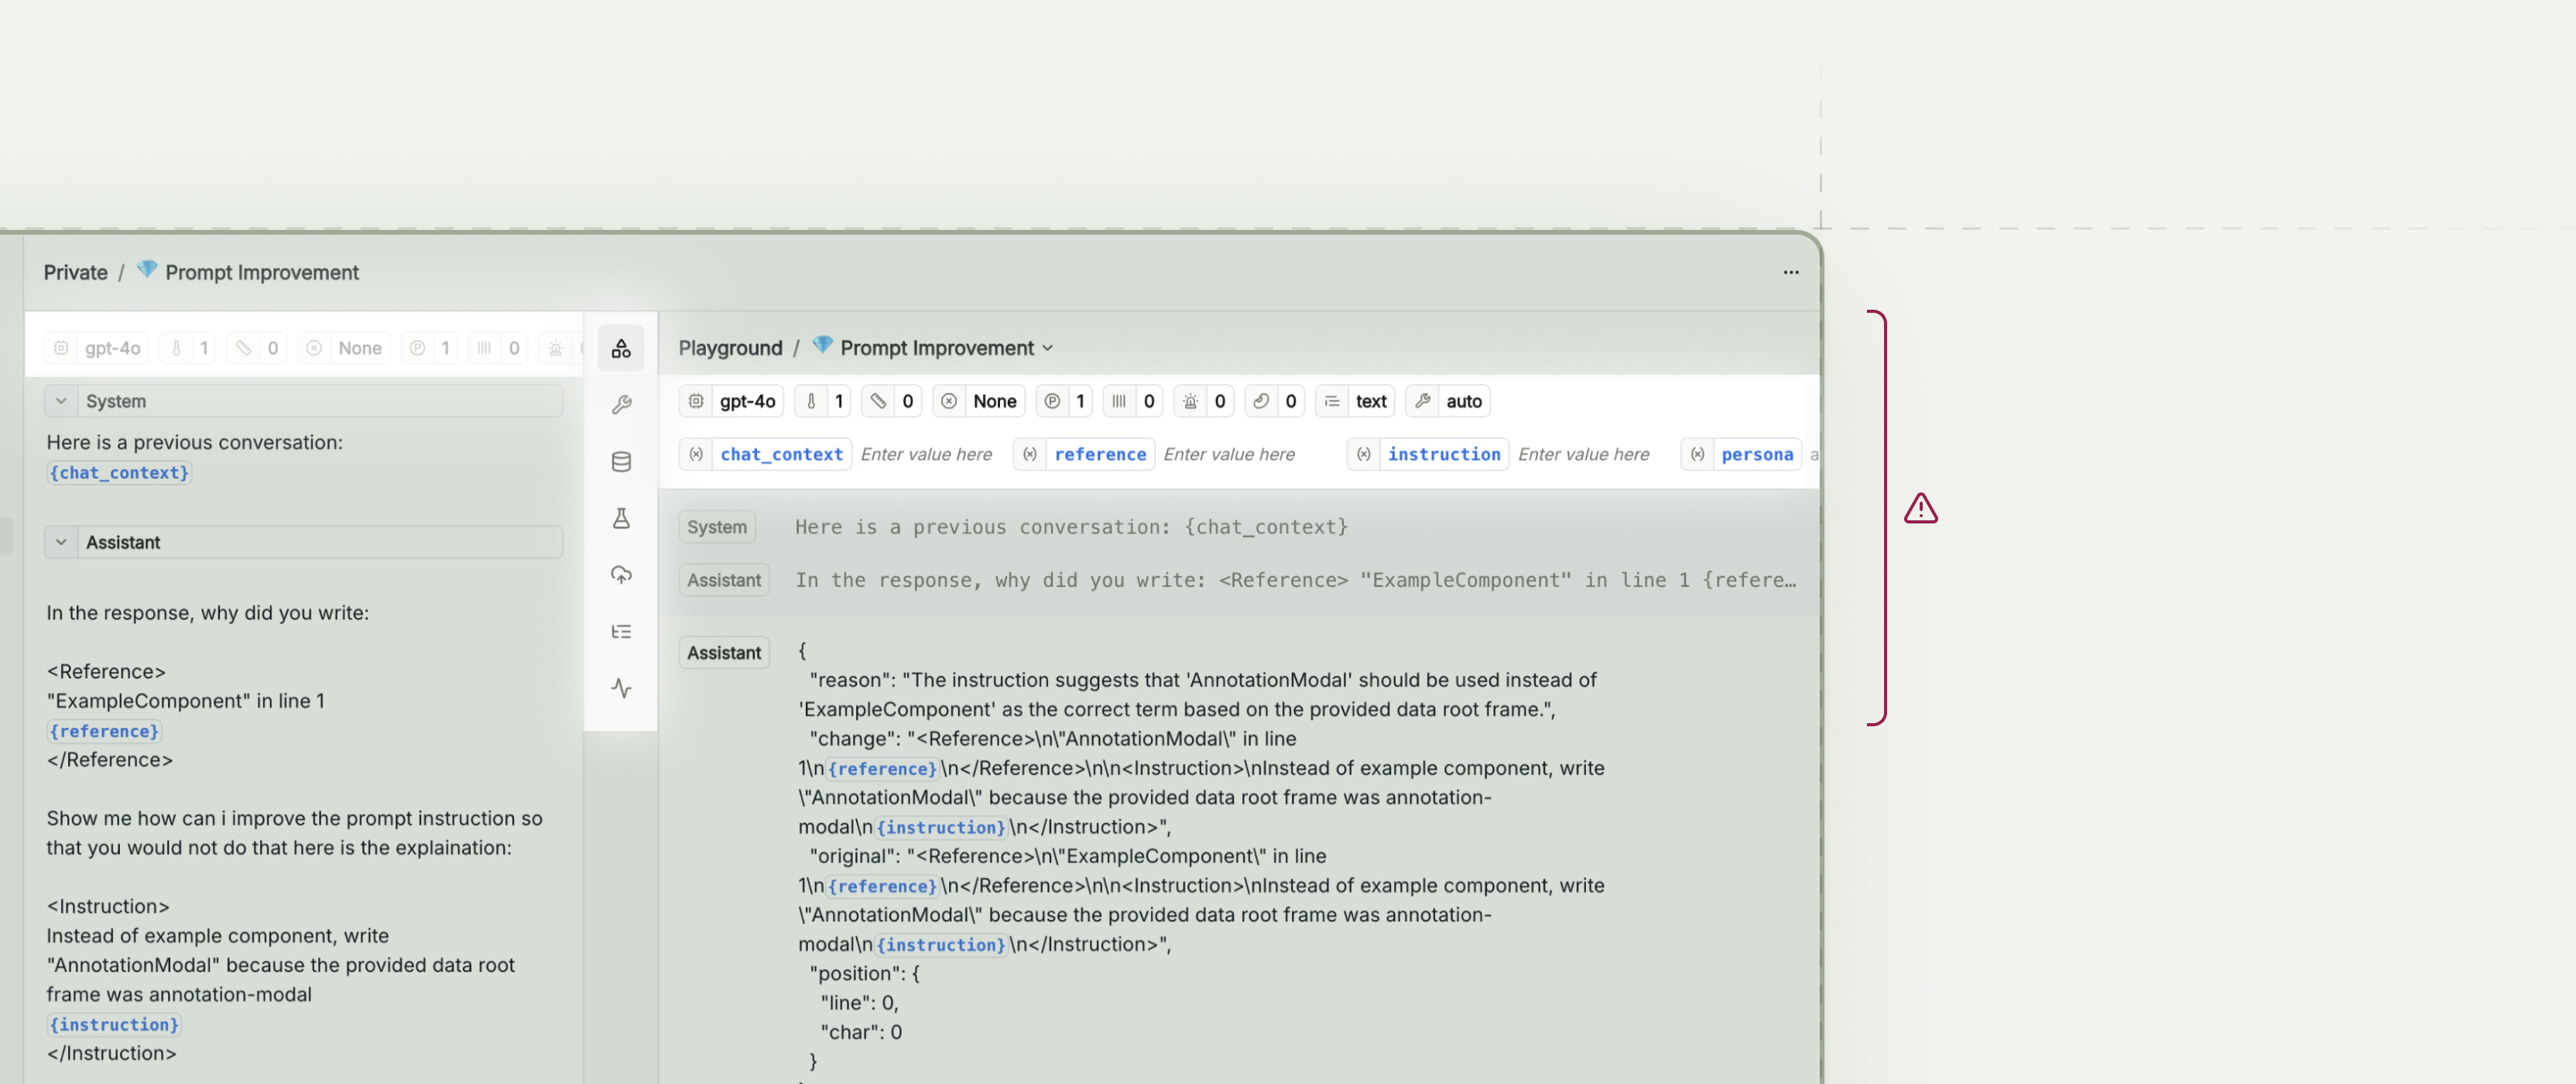 Private / Prompt Improvement
...
gpt-4o 1 0 None 1 0
System
Here is a previous conversation:
{chat_context}
Assistant
In the response, why did you write:
<Reference>
"ExampleComponent" in line 1
{reference}
</Reference>
Show me how can i improve the prompt instruction so
that you would not do that here is the explaination:
<Instruction>
Instead of example component, write
"AnnotationModal" because the provided data root
frame was annotation-modal
{instruction}
</Instruction>
Playground / Prompt Improvement
gpt-4o 1 0 None 1 0 0 0 text auto
chat_context Enter value here reference Enter value here instruction Enter value here persona a
System Here is a previous conversation: {chat_context}
Assistant In the response, why did you write: <Reference> "ExampleComponent" in line 1 {refere…
Assistant {
"reason": "The instruction suggests that 'AnnotationModal' should be used instead of
'ExampleComponent' as the correct term based on the provided data root frame.",
"change": "<Reference>\n\"AnnotationModal\" in line
1\n{reference}\n</Reference>\n\n<Instruction>\nInstead of example component, write
\"AnnotationModal\" because the provided data root frame was annotation-
modal\n{instruction}\n</Instruction>",
"original": "<Reference>\n\"ExampleComponent\" in line
1\n{reference}\n</Reference>\n\n<Instruction>\nInstead of example component, write
\"AnnotationModal\" because the provided data root frame was annotation-
modal\n{instruction}\n</Instruction>",
"position": {
"line": 0,
"char": 0
}